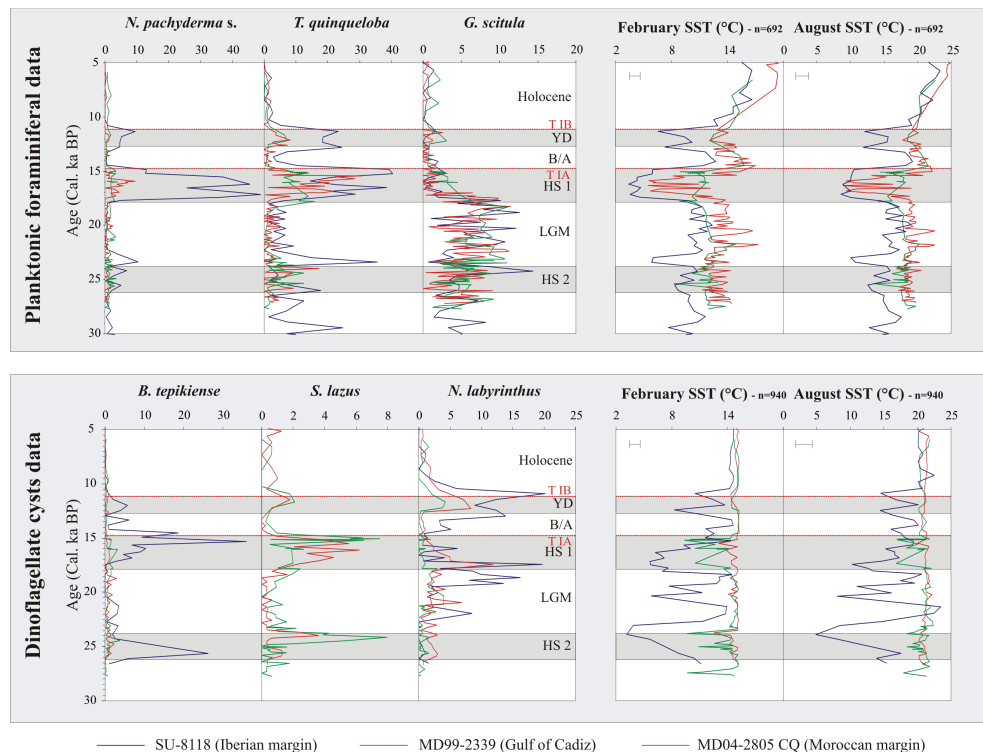 N. pachyderma s. T. quinqueloba G. scitula February SST (°C) - n=692 August SST (°C) - n=692
0 10 20 30 40 0 10 20 30 40 0 5 10 15 20 2 8 14 0 5 10 15 20 25
Planktonic foraminiferal data
Age (Cal. ka BP)
5
10
15
20
25
30
Holocene
T IB
YD
B/A
T IA
HS 1
LGM
HS 2
B. tepikiense S. lazus N. labyrinthus February SST (°C) - n=940 August SST (°C) - n=940
0 10 20 30 0 2 4 6 8 0 5 10 15 20 25 2 8 14 0 5 10 15 20 25
Dinoflagellate cysts data
Age (Cal. ka BP)
5
10
15
20
25
30
Holocene
T IB
YD
B/A
T IA
HS 1
LGM
HS 2
SU-8118 (Iberian margin) MD99-2339 (Gulf of Cadiz) MD04-2805 CQ (Moroccan margin)